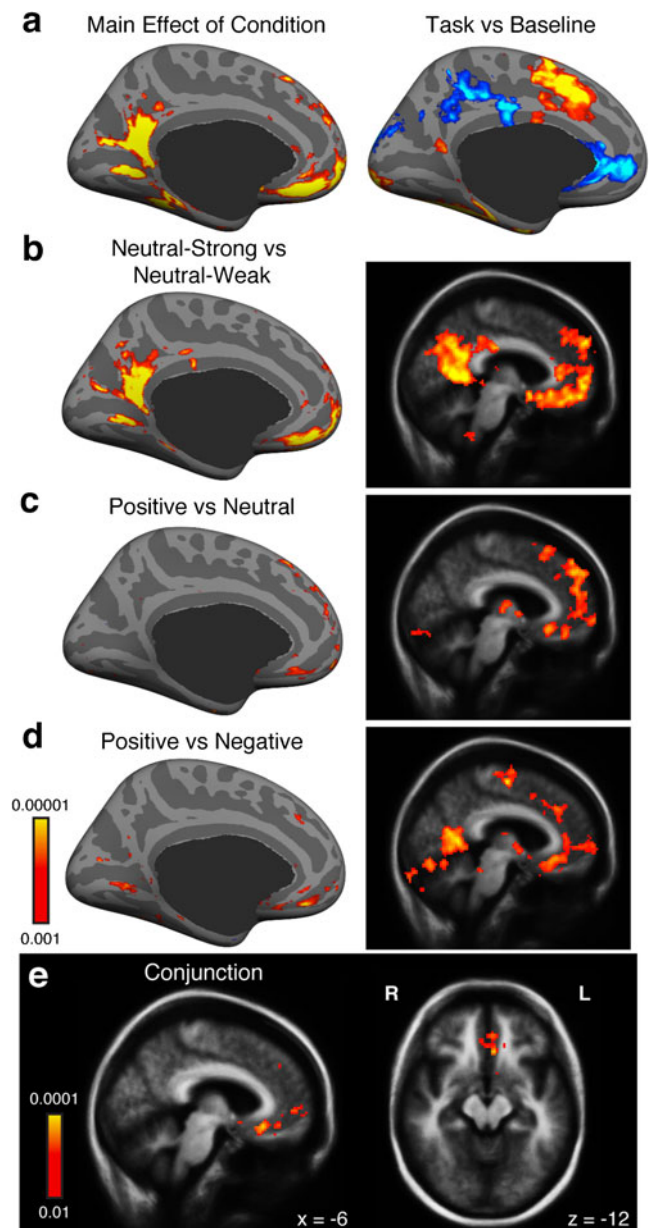 a
Main Effect of Condition
Task vs Baseline
b
Neutral-Strong vs
Neutral-Weak
c
Positive vs Neutral
d
Positive vs Negative
0.00001
0.001
e
Conjunction
R
L
0.0001
0.01
x = -6
z = -12